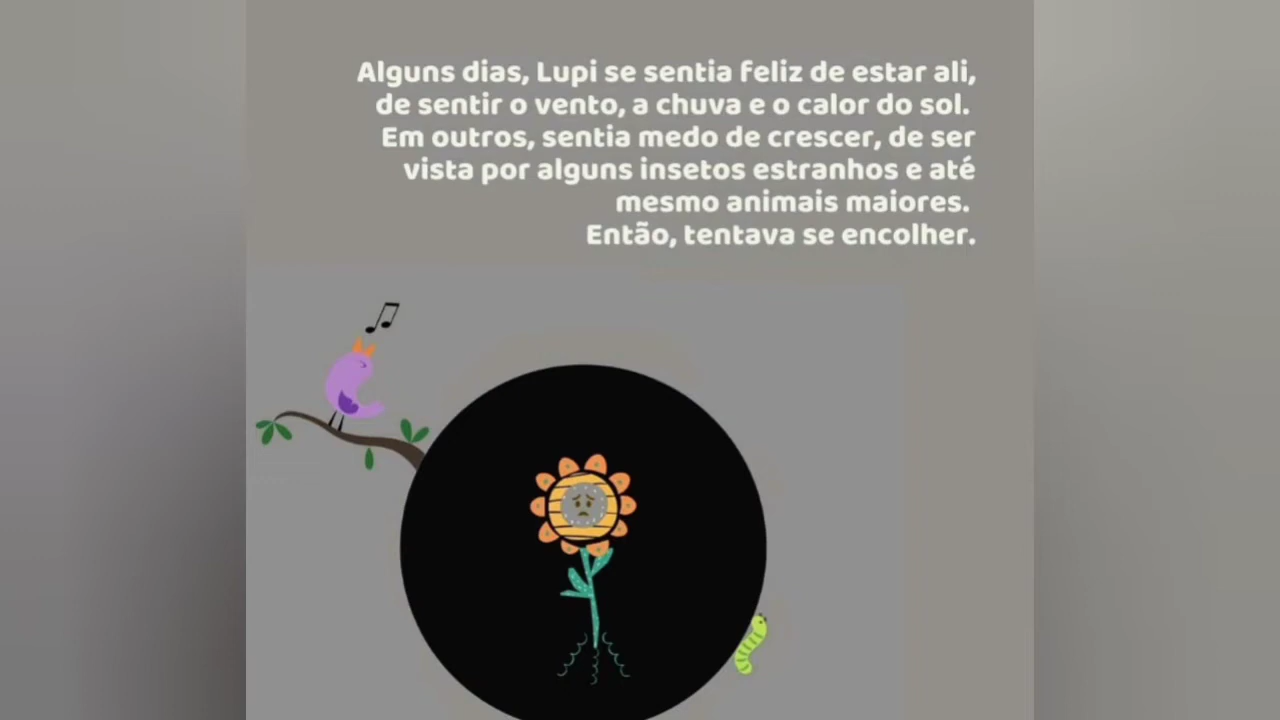 Alguns dias, Lupi se sentia feliz de estar ali,
de sentir o vento, a chuva e o calor do sol.
Em outros, sentia medo de crescer, de ser
vista por alguns insetos estranhos e até
mesmo animais maiores.
Então, tentava se encolher.